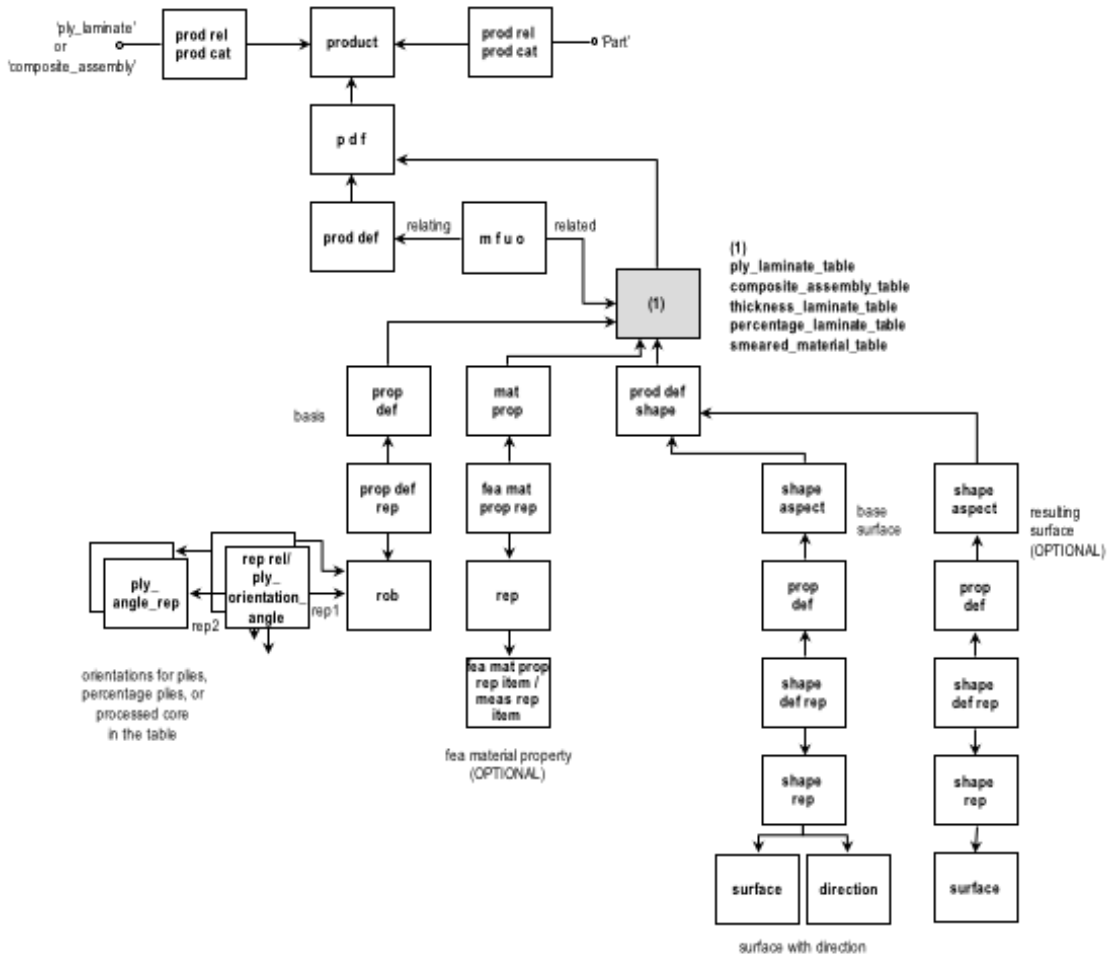 'ply_laminate'
or
'composite_assembly'
prod rel
prod cat
product
prod rel
prod cat
'Part'
p d f
prod def
relating
m f u o
related
(1)
(1)
ply_laminate_table
composite_assembly_table
thickness_laminate_table
percentage_laminate_table
smeared_material_table
basis
prop
def
mat
prop
prod def
shape
prop def
rep
fea mat
prop rep
shape
aspect
base
surface
shape
aspect
resulting
surface
(OPTIONAL)
ply_
angle_rep
rep2
rep rel/
ply_
orientation_
angle
rep1
rob
rep
prop
def
prop
def
orientations for plies,
percentage plies, or
processed core
in the table
fea mat prop
rep item /
meas rep
item
fea material property
(OPTIONAL)
shape
def rep
shape
def rep
shape
rep
shape
rep
surface
direction
surface
surface with direction